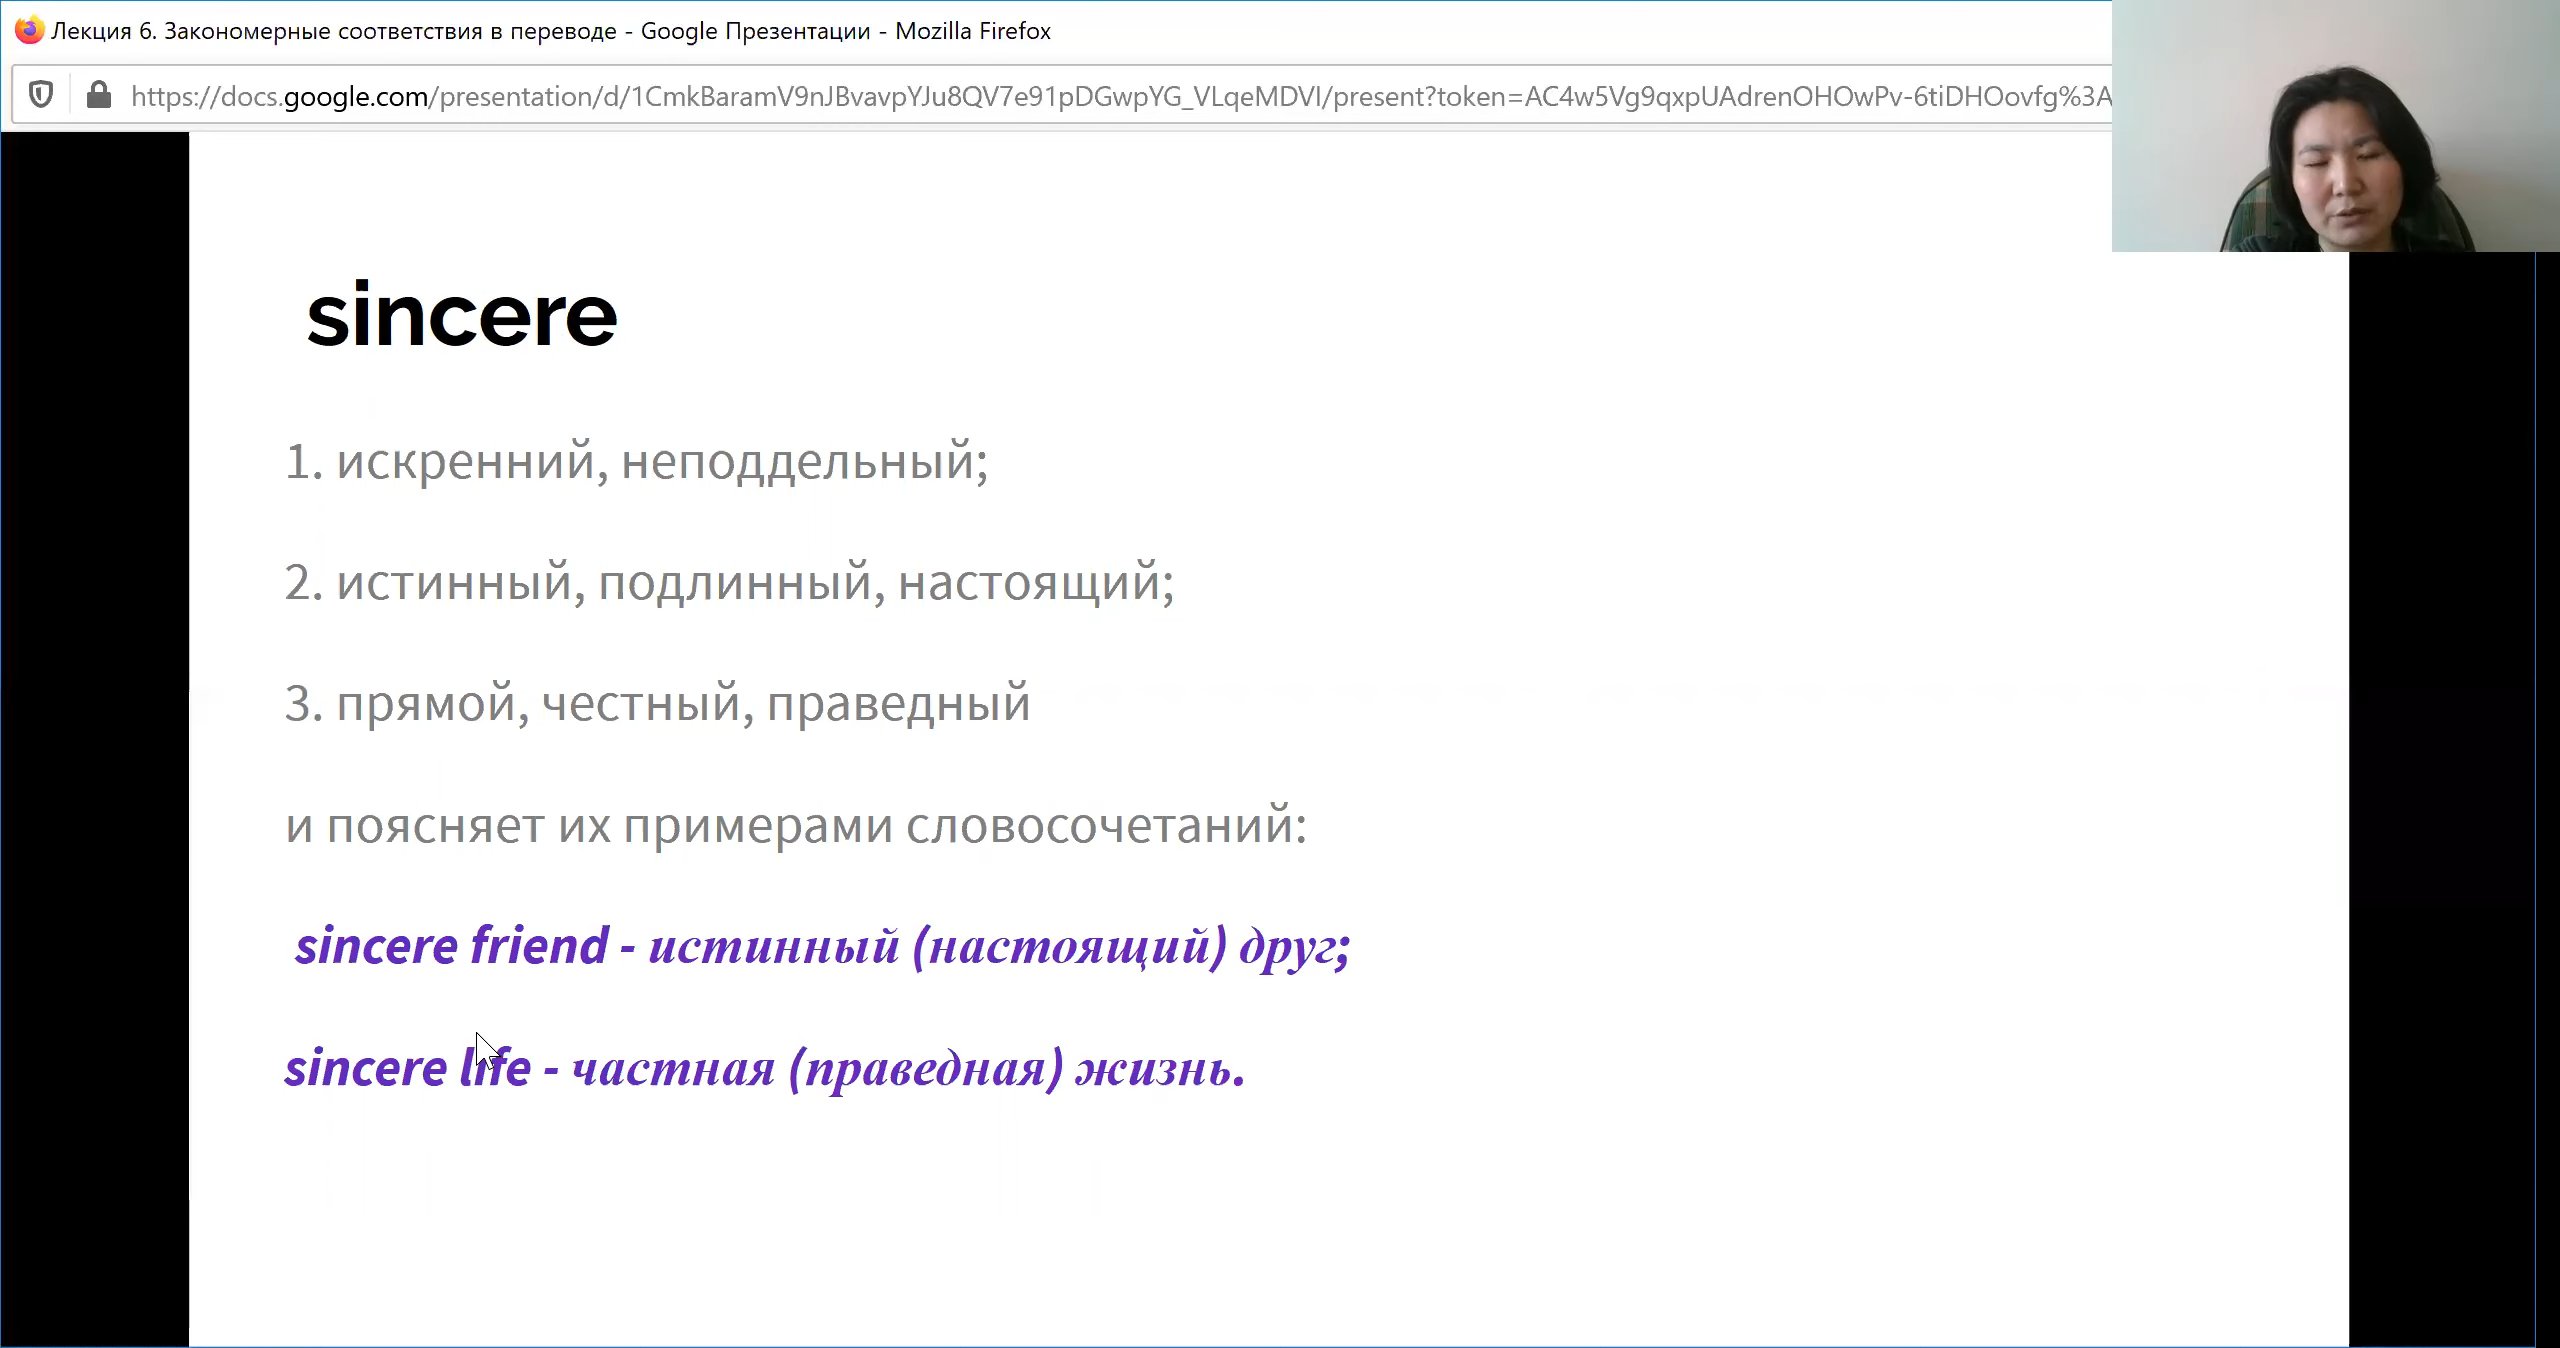 Лекция 6. Закономерные соответствия в переводе - Google Презентации - Mozilla Firefox
https://docs.google.com/presentation/d/1CmkBaramV9nJBvavpYJu8QV7e91pDGwpYG_VLqeMDVI/present?token=AC4w5Vg9qxpUAdrenOHOwPv-6tiDHOovfg%3A
sincere
1. искренний, неподдельный;
2. истинный, подлинный, настоящий;
3. прямой, честный, праведный
и поясняет их примерами словосочетаний:
sincere friend - истинный (настоящий) друг;
sincere life - частная (праведная) жизнь.